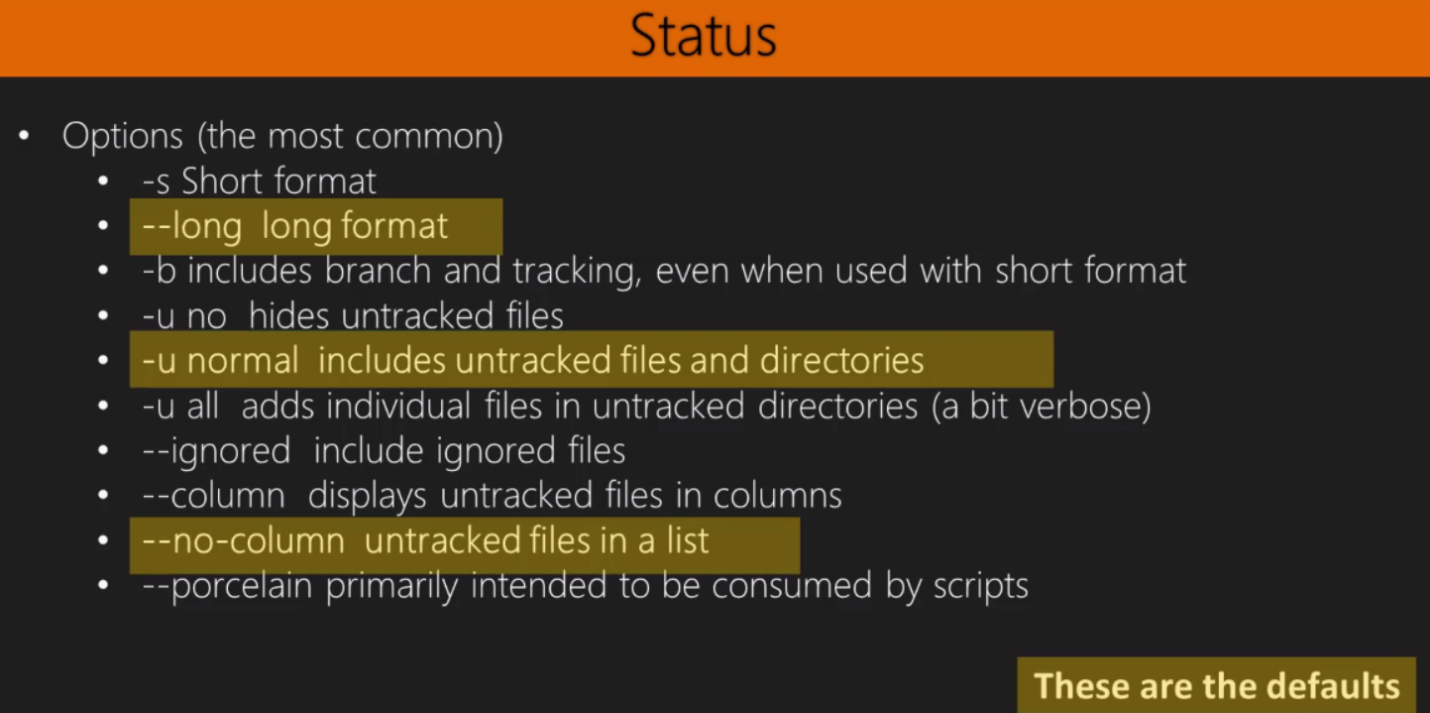 Status
• Options (the most common)
• -s Short format
• --long long format
• -b includes branch and tracking, even when used with short format
• -u no hides untracked files
• -u normal includes untracked files and directories
• -u all adds individual files in untracked directories (a bit verbose)
• --ignored include ignored files
• --column displays untracked files in columns
• --no-column untracked files in a list
• --porcelain primarily intended to be consumed by scripts
These are the defaults